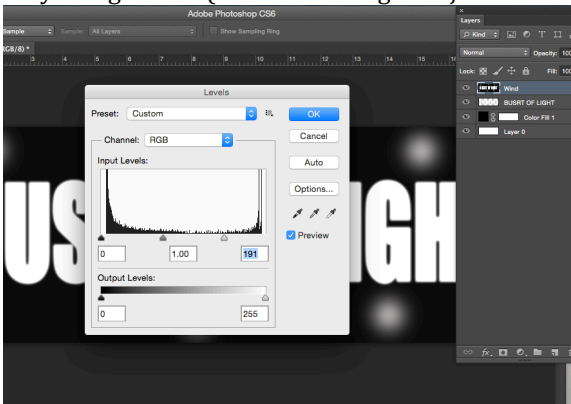 Adobe Photoshop CS6
Sample Sample: All Layers Show Sampling Ring
RGB/8) *
3 4 5 6 7 8 9 10 11 12 13 14 15 16
Levels
Preset: Custom OK
Channel: RGB Cancel
Input Levels: Auto
Options...
Preview
0 1.00 191
Output Levels:
0 255
US IGH
Layers
Kind
Normal Opacity: 100
Lock: Fill: 100
Wind
BUSRT OF LIGHT
Color Fill 1
Layer 0
fx